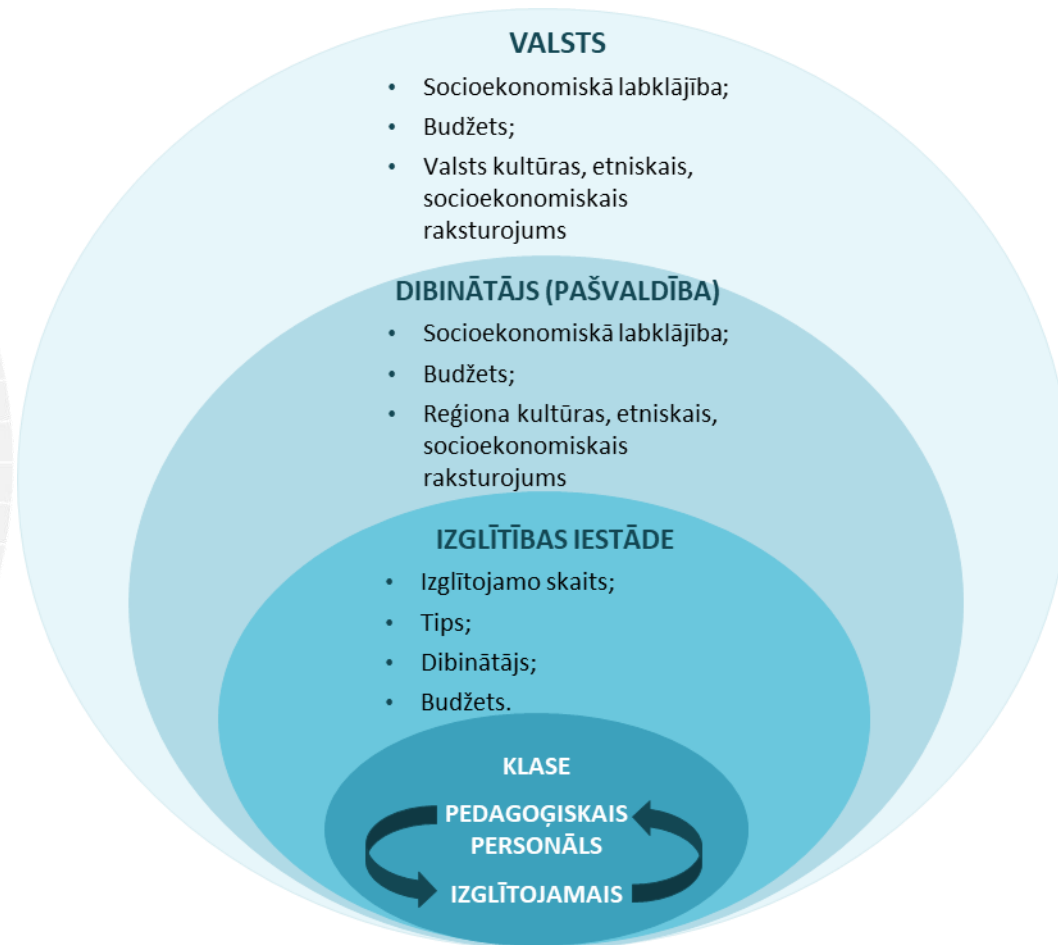 VALSTS
• Socioekonomiskā labklājība;
• Budžets;
• Valsts kultūras, etniskais,
socioekonomiskais
raksturojums
DIBINĀTĀJS (PAŠVALDĪBA)
• Socioekonomiskā labklājība;
• Budžets;
• Reģiona kultūras, etniskais,
socioekonomiskais
raksturojums
IZGLĪTĪBAS IESTĀDE
• Izglītojamo skaits;
• Tips;
• Dibinātājs;
• Budžets.
KLASE
PEDAGOĢISKAIS
PERSONĀLS
IZGLĪTOJAMAIS